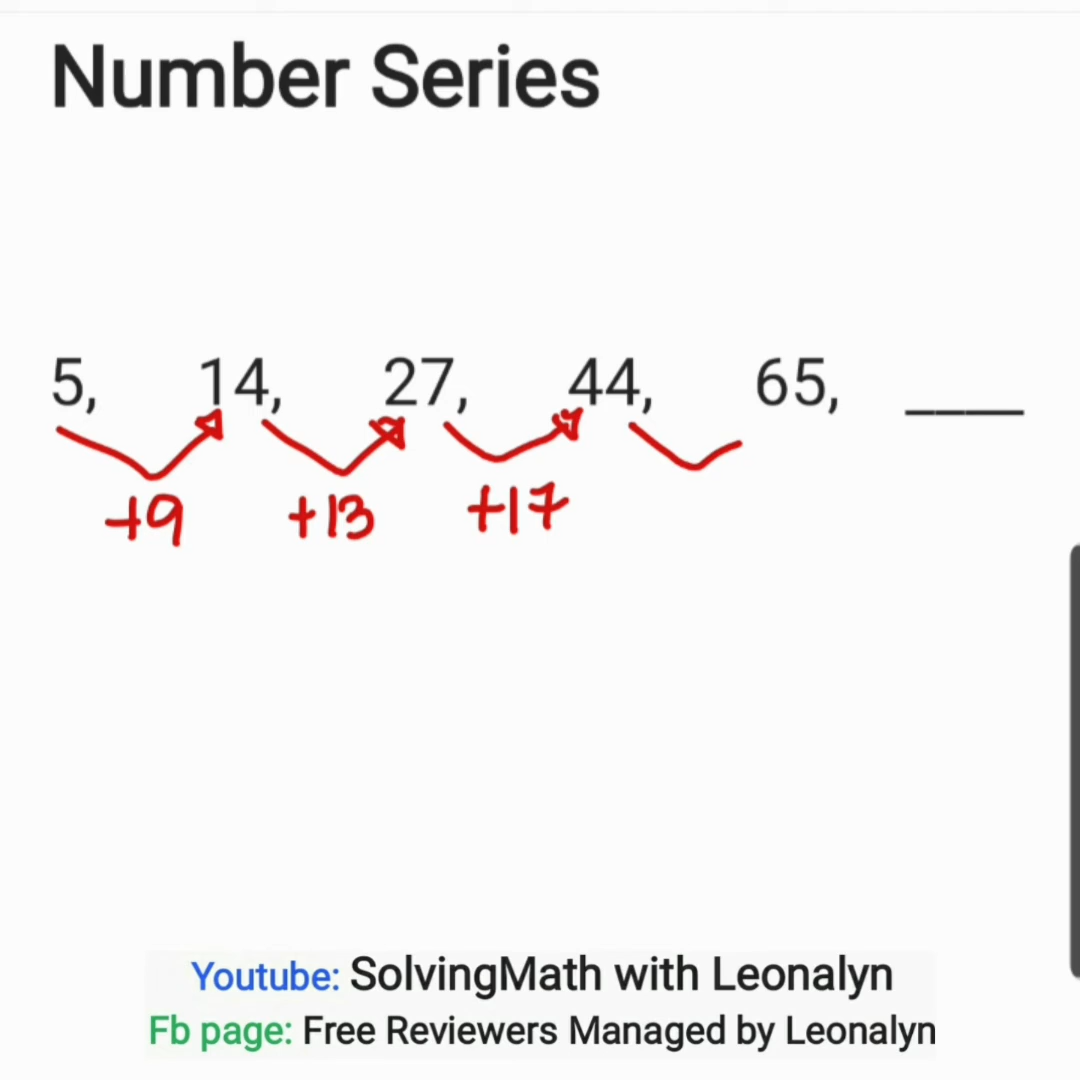 Number Series
5, 14, 27, 44, 65, ____
+9 +13 +17
Youtube: SolvingMath with Leonalyn
Fb page: Free Reviewers Managed by Leonalyn